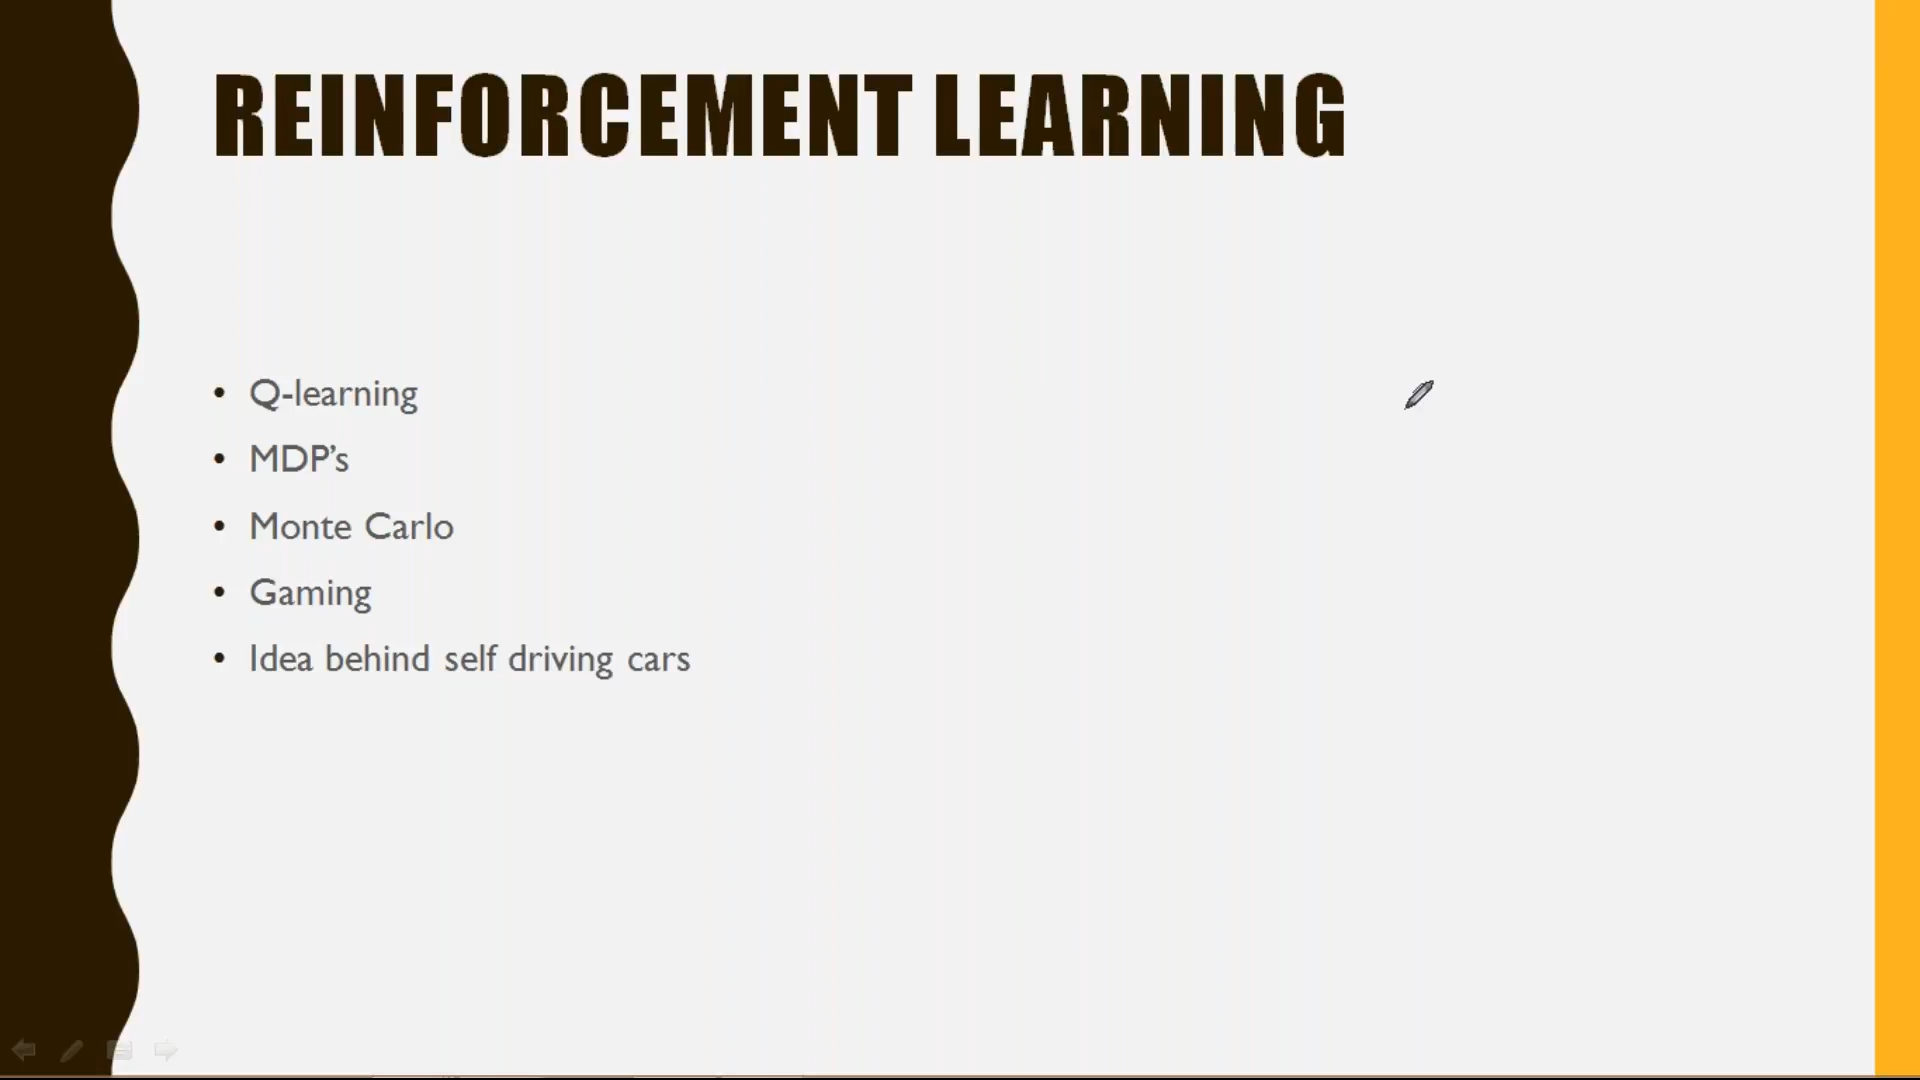 REINFORCEMENT LEARNING
• Q-learning
• MDP’s
• Monte Carlo
• Gaming
• Idea behind self driving cars